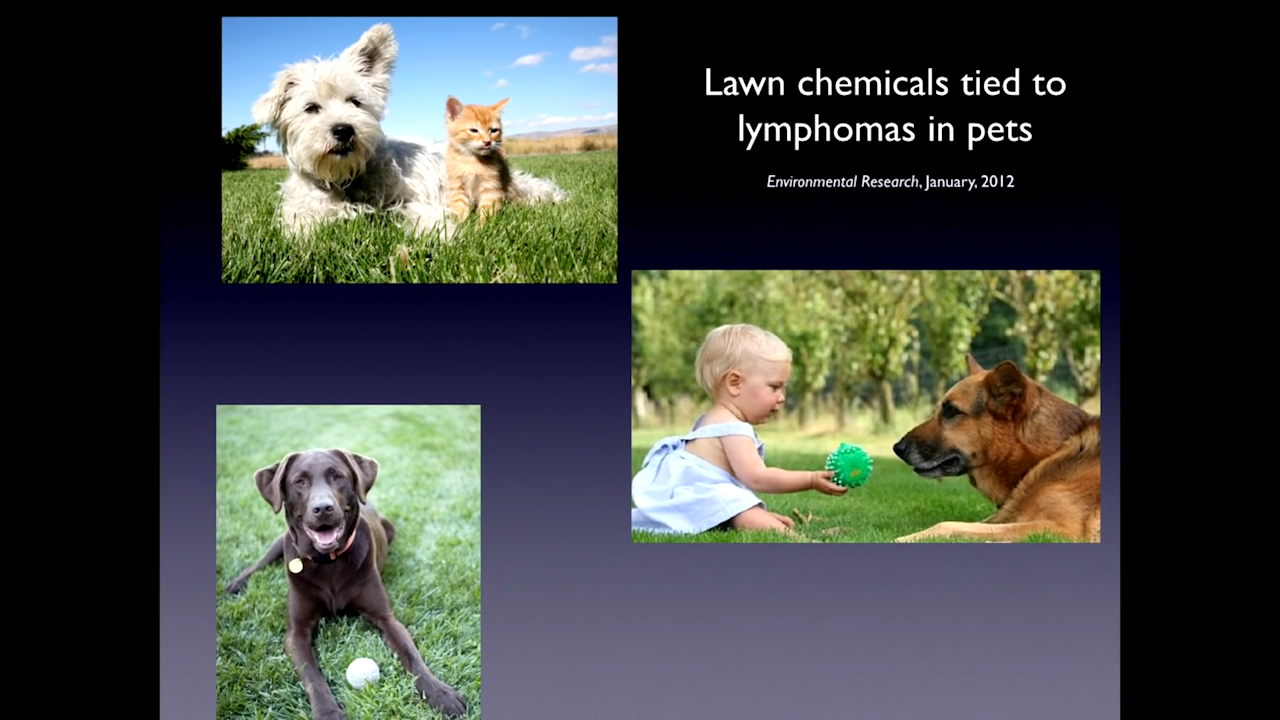 Lawn chemicals tied to
lymphomas in pets
Environmental Research, January, 2012